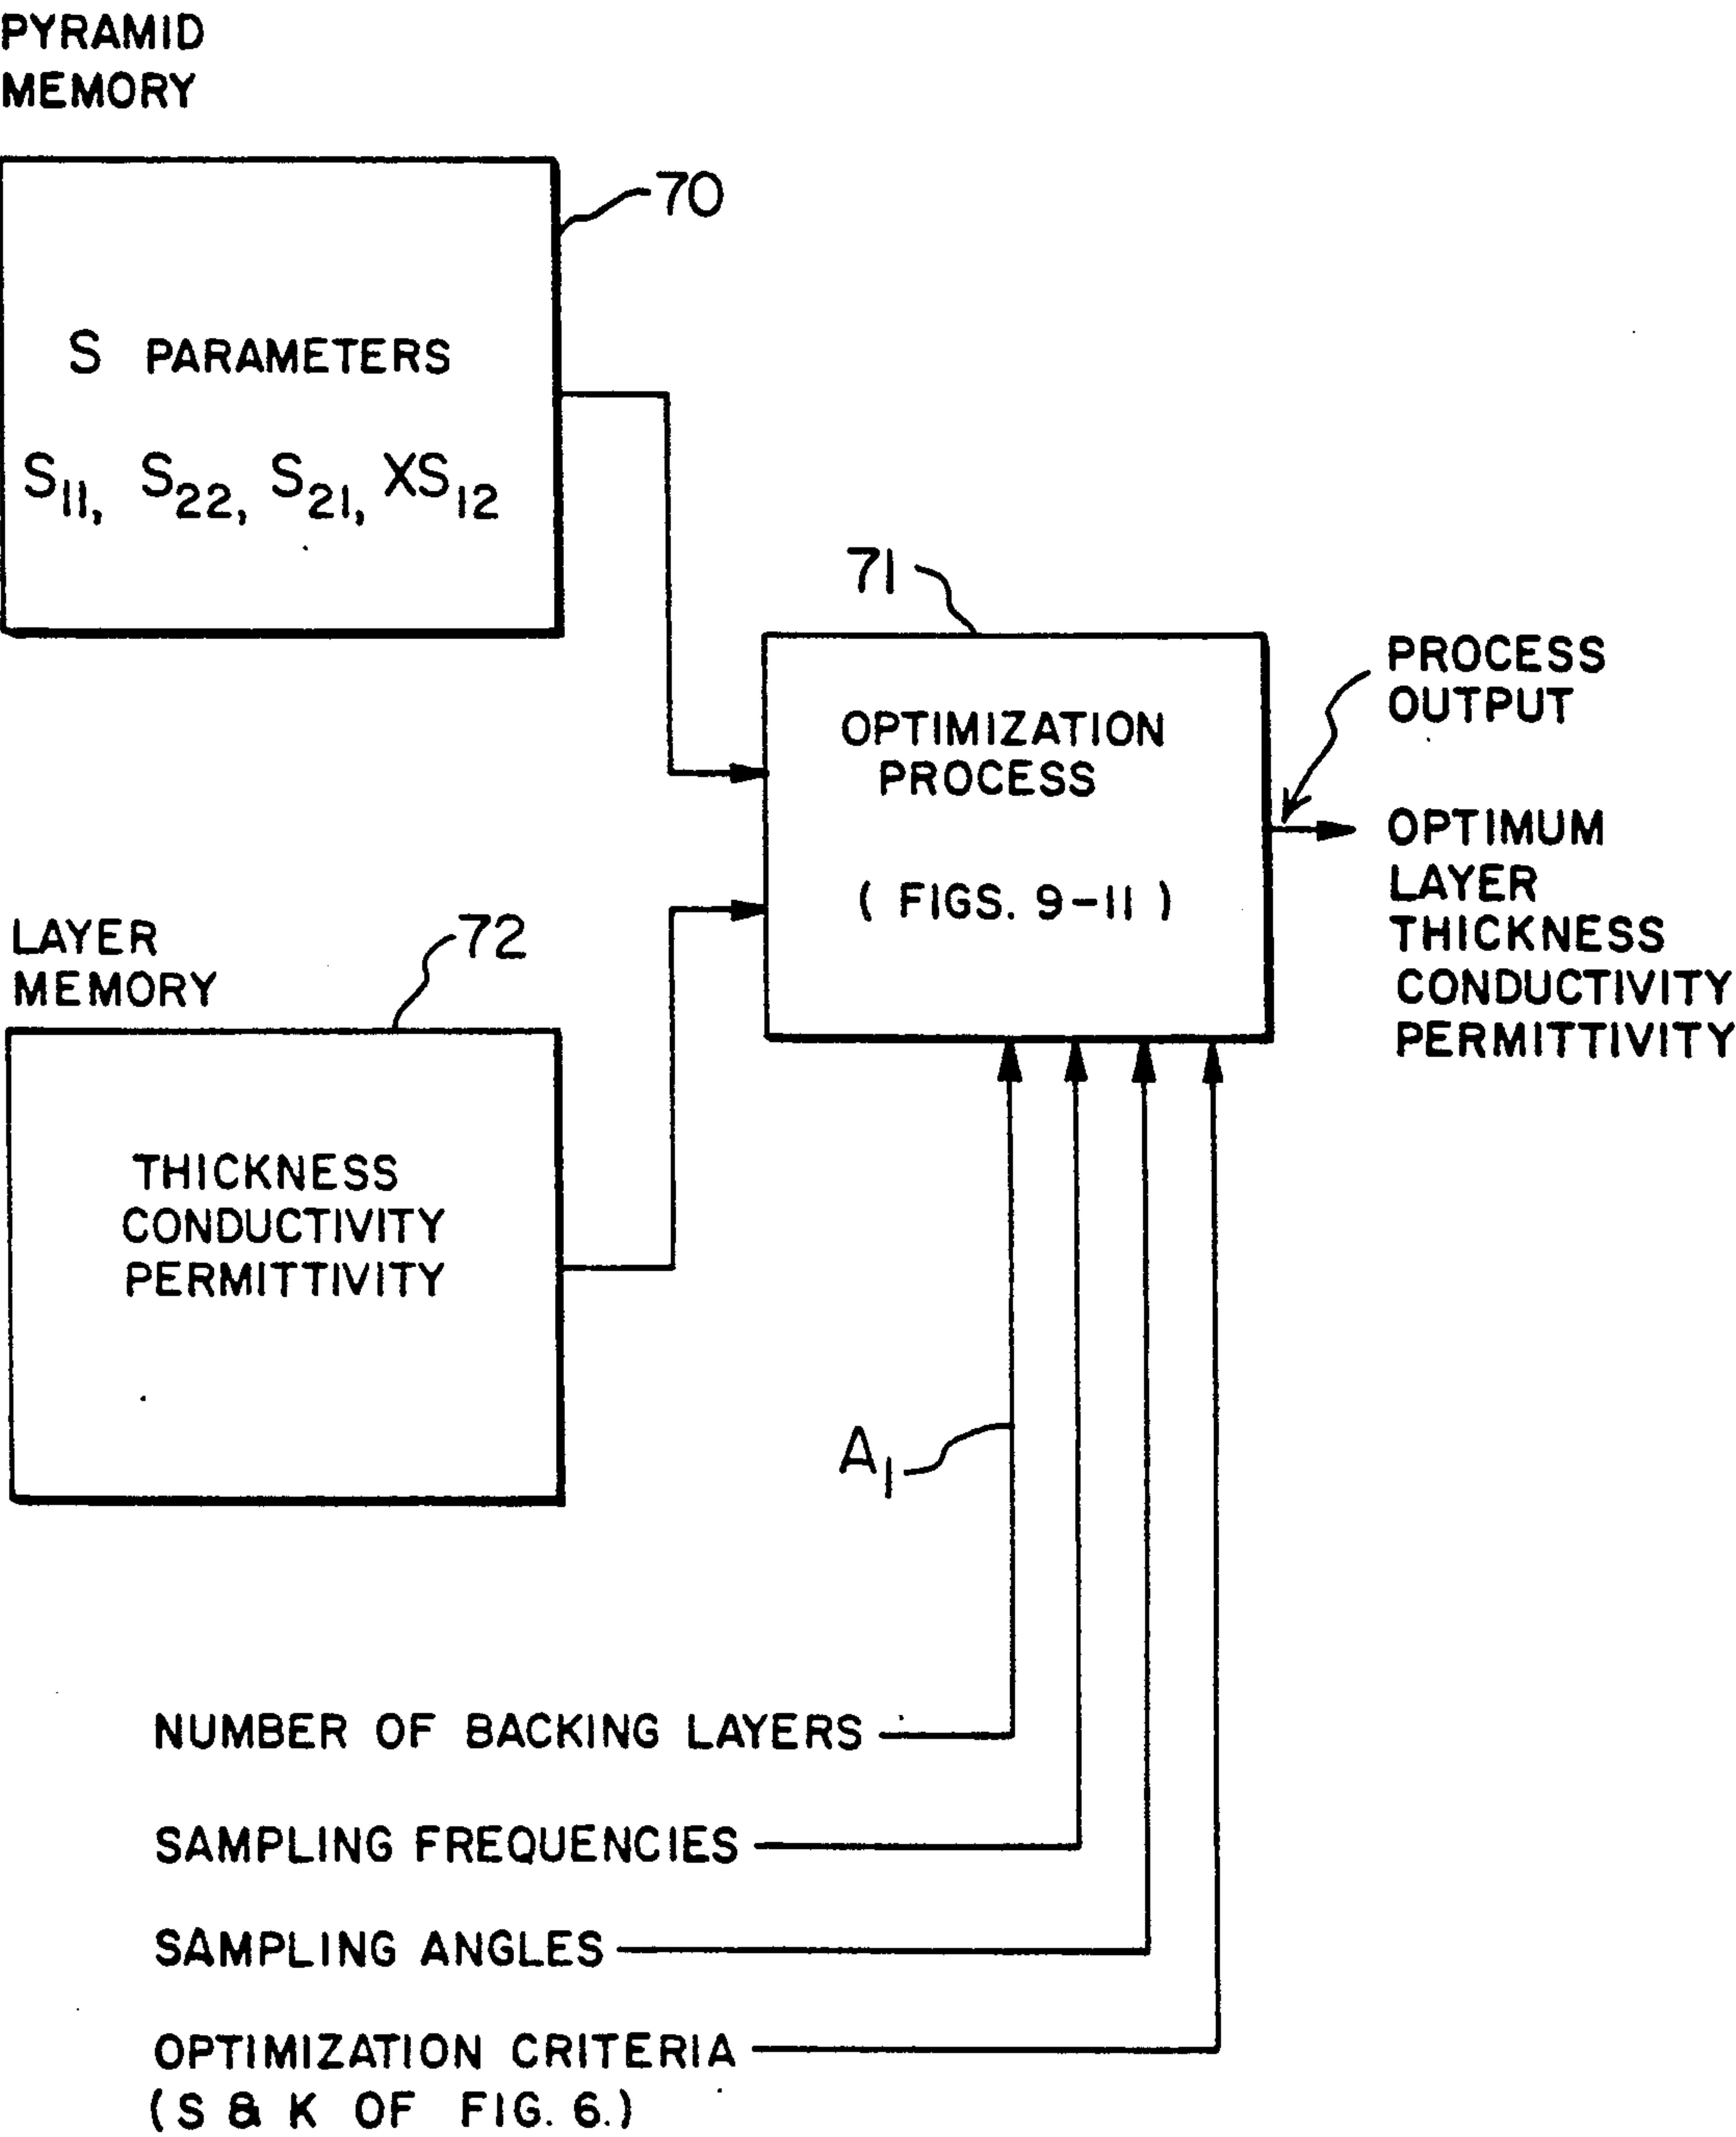 PYRAMID
MEMORY
70
S PARAMETERS
S11, S22, S21, XS12
71
OPTIMIZATION
PROCESS
( FIGS. 9-11 )
PROCESS
OUTPUT
OPTIMUM
LAYER
THICKNESS
CONDUCTIVITY
PERMITTIVITY
LAYER
MEMORY
72
THICKNESS
CONDUCTIVITY
PERMITTIVITY
A1
NUMBER OF BACKING LAYERS
SAMPLING FREQUENCIES
SAMPLING ANGLES
OPTIMIZATION CRITERIA
(S & K OF FIG. 6.)